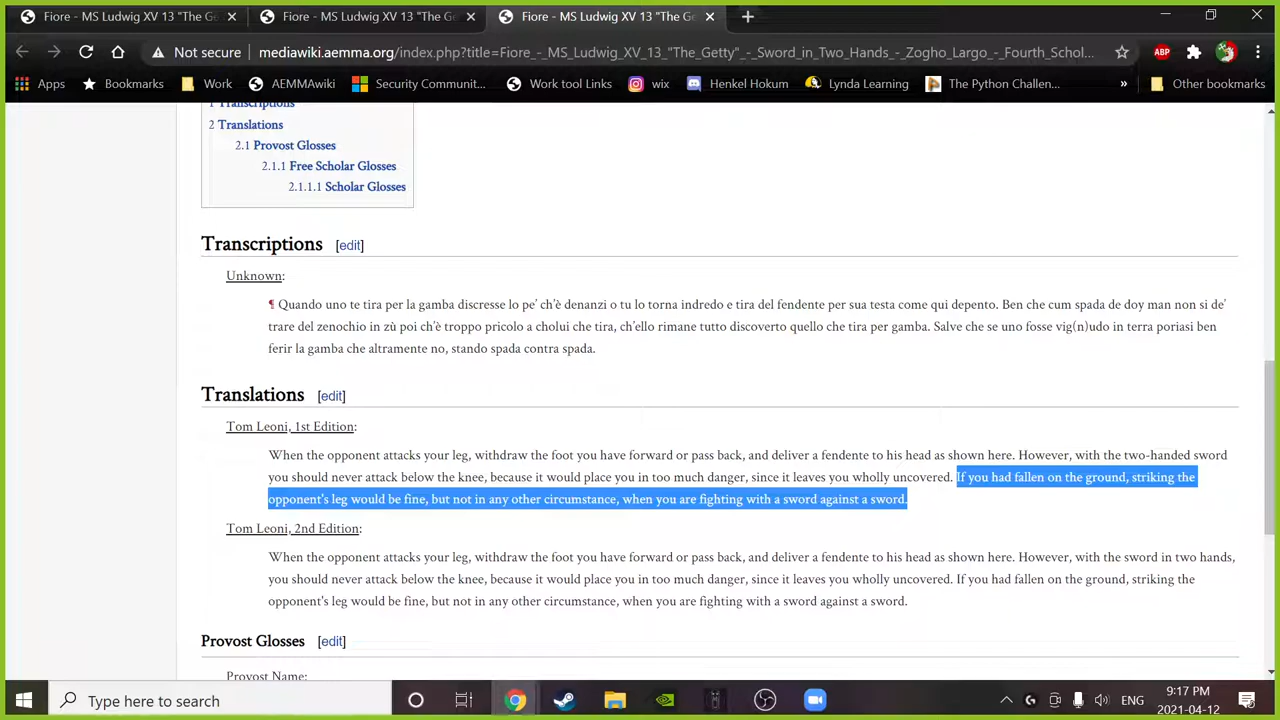 Fiore - MS Ludwig XV 13 "The Ge
Fiore - MS Ludwig XV 13 "The Ge
Fiore - MS Ludwig XV 13 "The Ge
Not secure
mediawiki.aemma.org/index.php?title=Fiore_-_MS_Ludwig_XV_13_"The_Getty"_-_Sword_in_Two_Hands_-_Zogho_Largo_-_Fourth_Schol...
ABP
Apps
Bookmarks
Work
AEMMAwiki
Security Communit...
Work tool Links
wix
Henkel Hokum
Lynda Learning
The Python Challen...
»
Other bookmarks
1 Transcriptions
2 Translations
2.1 Provost Glosses
2.1.1 Free Scholar Glosses
2.1.1.1 Scholar Glosses
Transcriptions [edit]
Unknown:
¶ Quando uno te tira per la gamba discresse lo pe' ch'è denanzi o tu lo torna indredo e tira del fendente per sua testa come qui depento. Ben che cum spada de doy man non si de'
trare del zenochio in zù poi ch'è troppo pricolo a cholui che tira, ch'ello rimane tutto discoverto quello che tira per gamba. Salve che se uno fosse vig(n)udo in terra poriasi ben
ferir la gamba che altramente no, stando spada contra spada.
Translations [edit]
Tom Leoni, 1st Edition:
When the opponent attacks your leg, withdraw the foot you have forward or pass back, and deliver a fendente to his head as shown here. However, with the two-handed sword
you should never attack below the knee, because it would place you in too much danger, since it leaves you wholly uncovered. If you had fallen on the ground, striking the
opponent's leg would be fine, but not in any other circumstance, when you are fighting with a sword against a sword.
Tom Leoni, 2nd Edition:
When the opponent attacks your leg, withdraw the foot you have forward or pass back, and deliver a fendente to his head as shown here. However, with the sword in two hands,
you should never attack below the knee, because it would place you in too much danger, since it leaves you wholly uncovered. If you had fallen on the ground, striking the
opponent's leg would be fine, but not in any other circumstance, when you are fighting with a sword against a sword.
Provost Glosses [edit]
Provost Name:
Type here to search
ENG
9:17 PM
2021-04-12